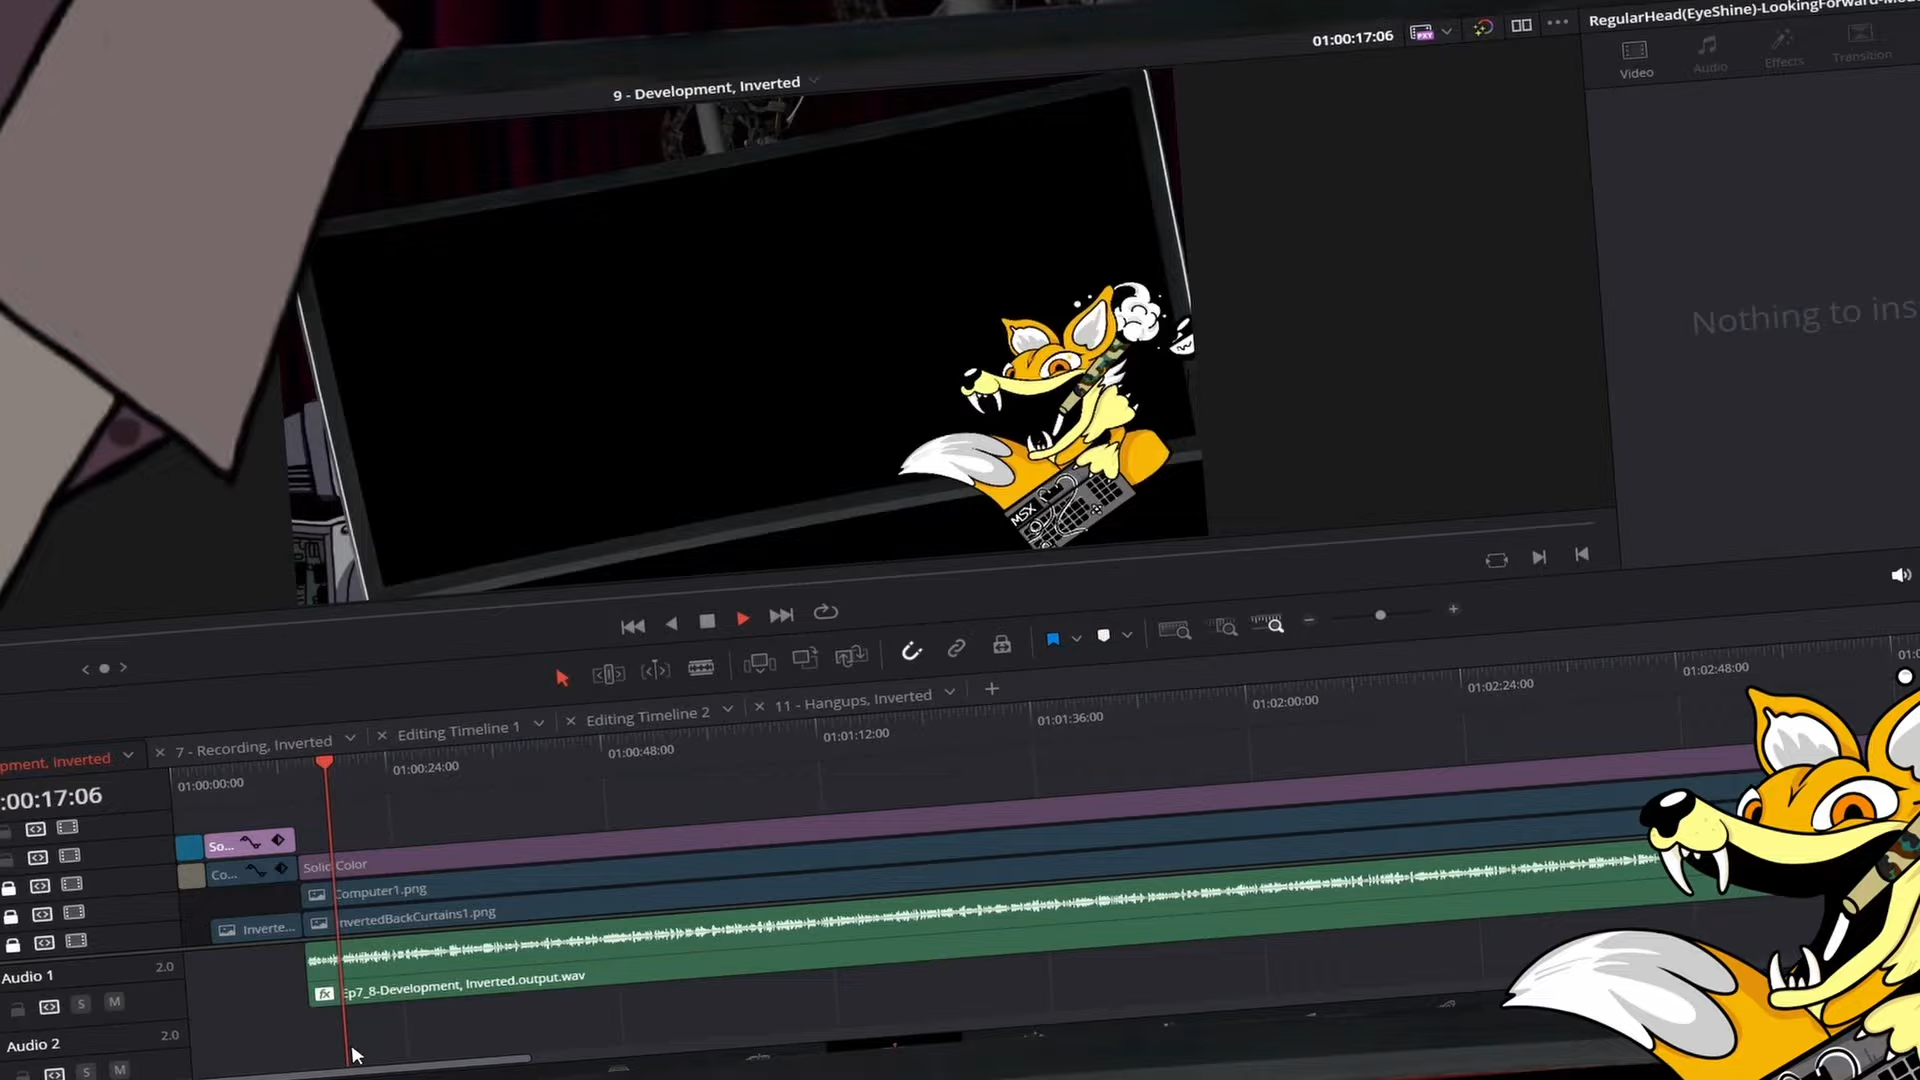 01:00:17:06
PXY
RegularHead(EyeShine)-LookingForward-Mou
Video
Audio
Effects
Transition
9 - Development, Inverted
Nothing to ins
MSX
pment, Inverted
7 - Recording, Inverted
Editing Timeline 1
Editing Timeline 2
11 - Hangups, Inverted
:00:17:06
01:00:00:00
01:00:24:00
01:00:48:00
01:01:12:00
01:01:36:00
01:02:00:00
01:02:24:00
01:02:48:00
So...
Co...
Solid Color
Computer1.png
Inverte...
InvertedBackCurtains1.png
Audio 1
2.0
S
M
fx
Ep7_8-Development, Inverted.output.wav
Audio 2
2.0
S
M